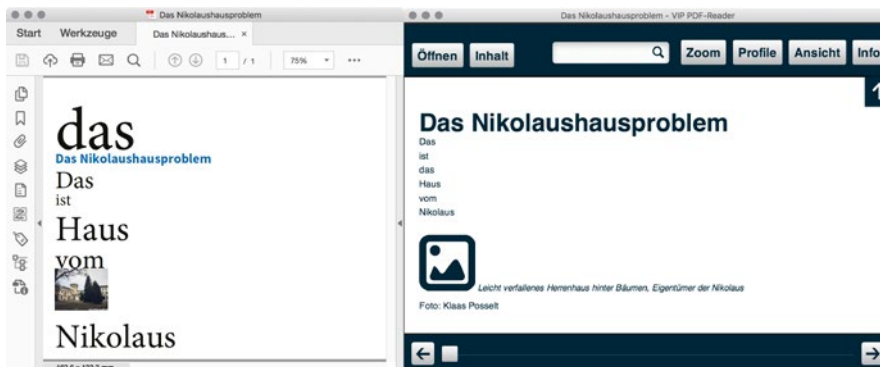 Das Nikolaushausproblem
Start Werkzeuge Das Nikolaushaus... ×
1 / 1 75%
das
Das Nikolaushausproblem
Das
ist
Haus
vom
Nikolaus
Das Nikolaushausproblem - VIP PDF-Reader
Öffnen Inhalt Zoom Profile Ansicht Info
Das Nikolaushausproblem
Das
ist
das
Haus
vom
Nikolaus
Leicht verfallenes Herrenhaus hinter Bäumen, Eigentümer der Nikolaus
Foto: Klaas Posselt